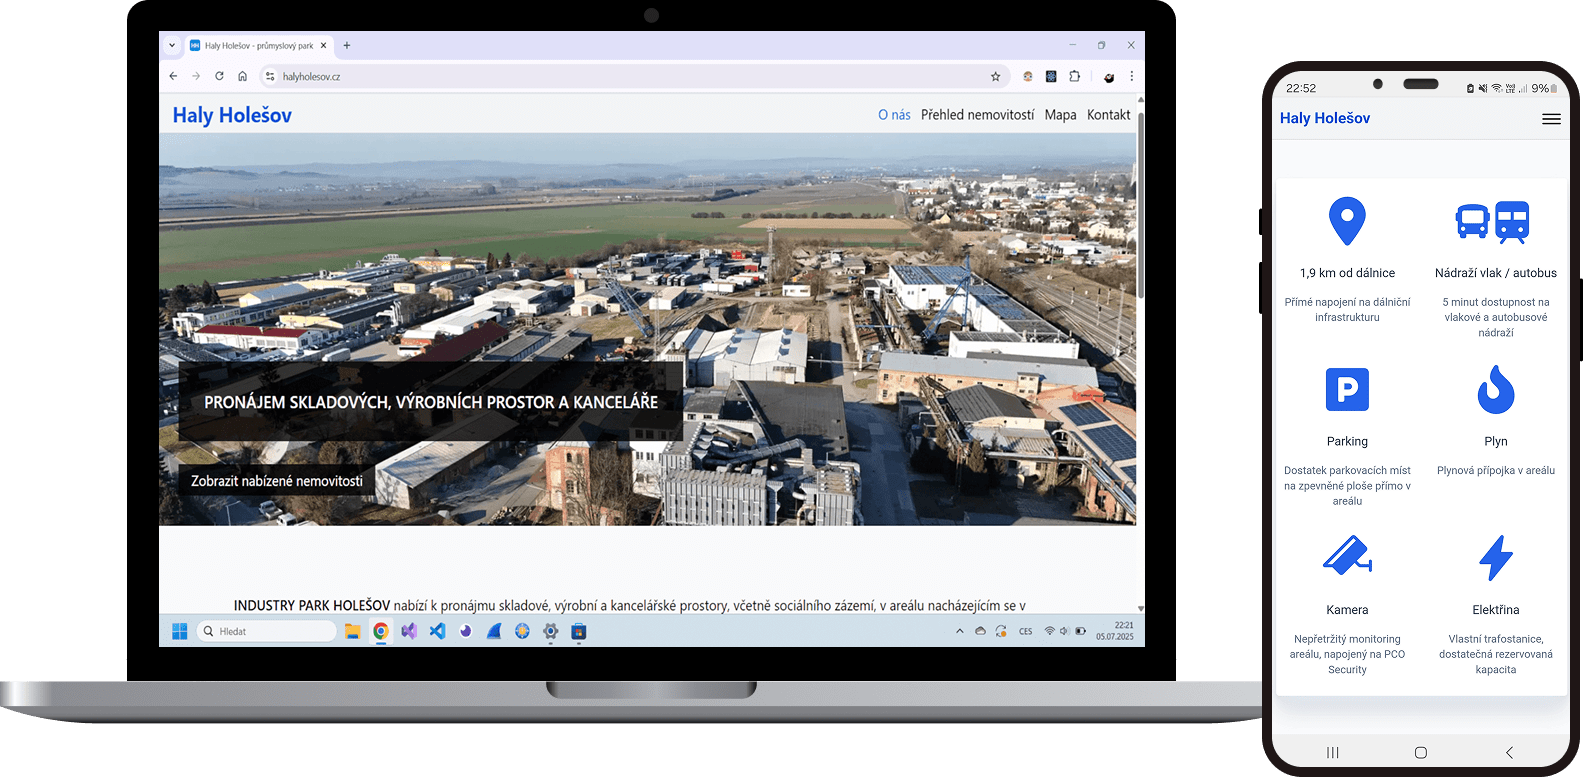 Haly Holešov - průmyslový park
halyholesov.cz
Haly Holešov
O nás Přehled nemovitostí Mapa Kontakt
PRONÁJEM SKLADOVÝCH, VÝROBNÍCH PROSTOR A KANCELÁŘE
Zobrazit nabízené nemovitosti
INDUSTRY PARK HOLEŠOV nabízí k pronájmu skladové, výrobní a kancelářské prostory, včetně sociálního zázemí, v areálu nacházejícím se v
Hledat
CES
22:21
05.07.2025
22:52
9%
Haly Holešov
1,9 km od dálnice
Přímé napojení na dálniční
infrastrukturu
Nádraží vlak / autobus
5 minut dostupnost na
vlakové a autobusové
nádraží
P
Parking
Dostatek parkovacích míst
na zpevněné ploše přímo v
areálu
Plyn
Plynová přípojka v areálu
Kamera
Nepřetržitý monitoring
areálu, napojený na PCO
Security
Elektřina
Vlastní trafostanice,
dostatečná rezervovaná
kapacita